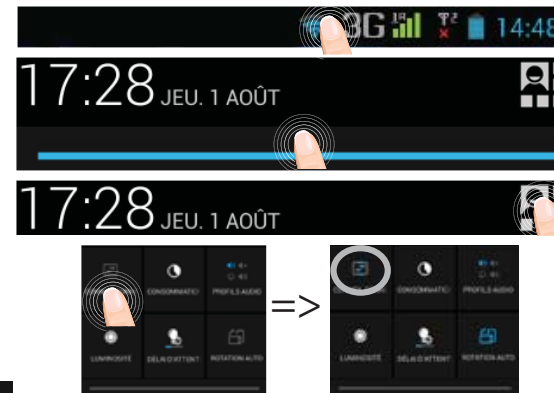 3G 14:48
17:28 JEU. 1 AOÛT
17:28 JEU. 1 AOÛT
CONSOMMATIO PROFILS AUDIO
LUMINOSITÉ DÉLAI D'ATTENT ROTATION AUTO
=>
CONSOMMATIO PROFILS AUDIO
LUMINOSITÉ DÉLAI D'ATTENT ROTATION AUTO